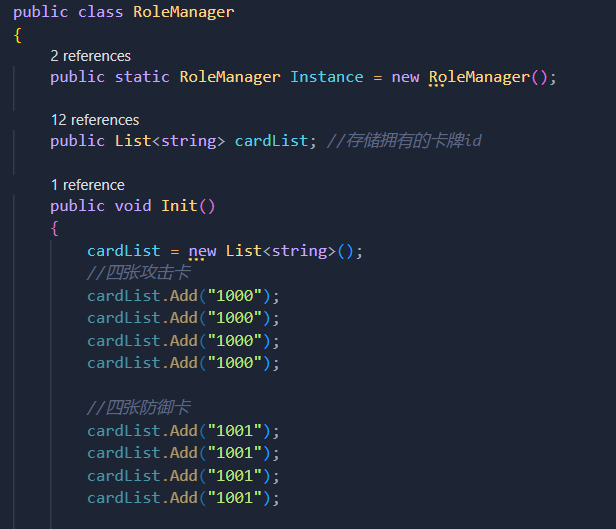 public class RoleManager
{
2 references
public static RoleManager Instance = new RoleManager();
12 references
public List<string> cardList; //存储拥有的卡牌id
1 reference
public void Init()
{
cardList = new List<string>();
//四张攻击卡
cardList.Add("1000");
cardList.Add("1000");
cardList.Add("1000");
cardList.Add("1000");
//四张防御卡
cardList.Add("1001");
cardList.Add("1001");
cardList.Add("1001");
cardList.Add("1001");